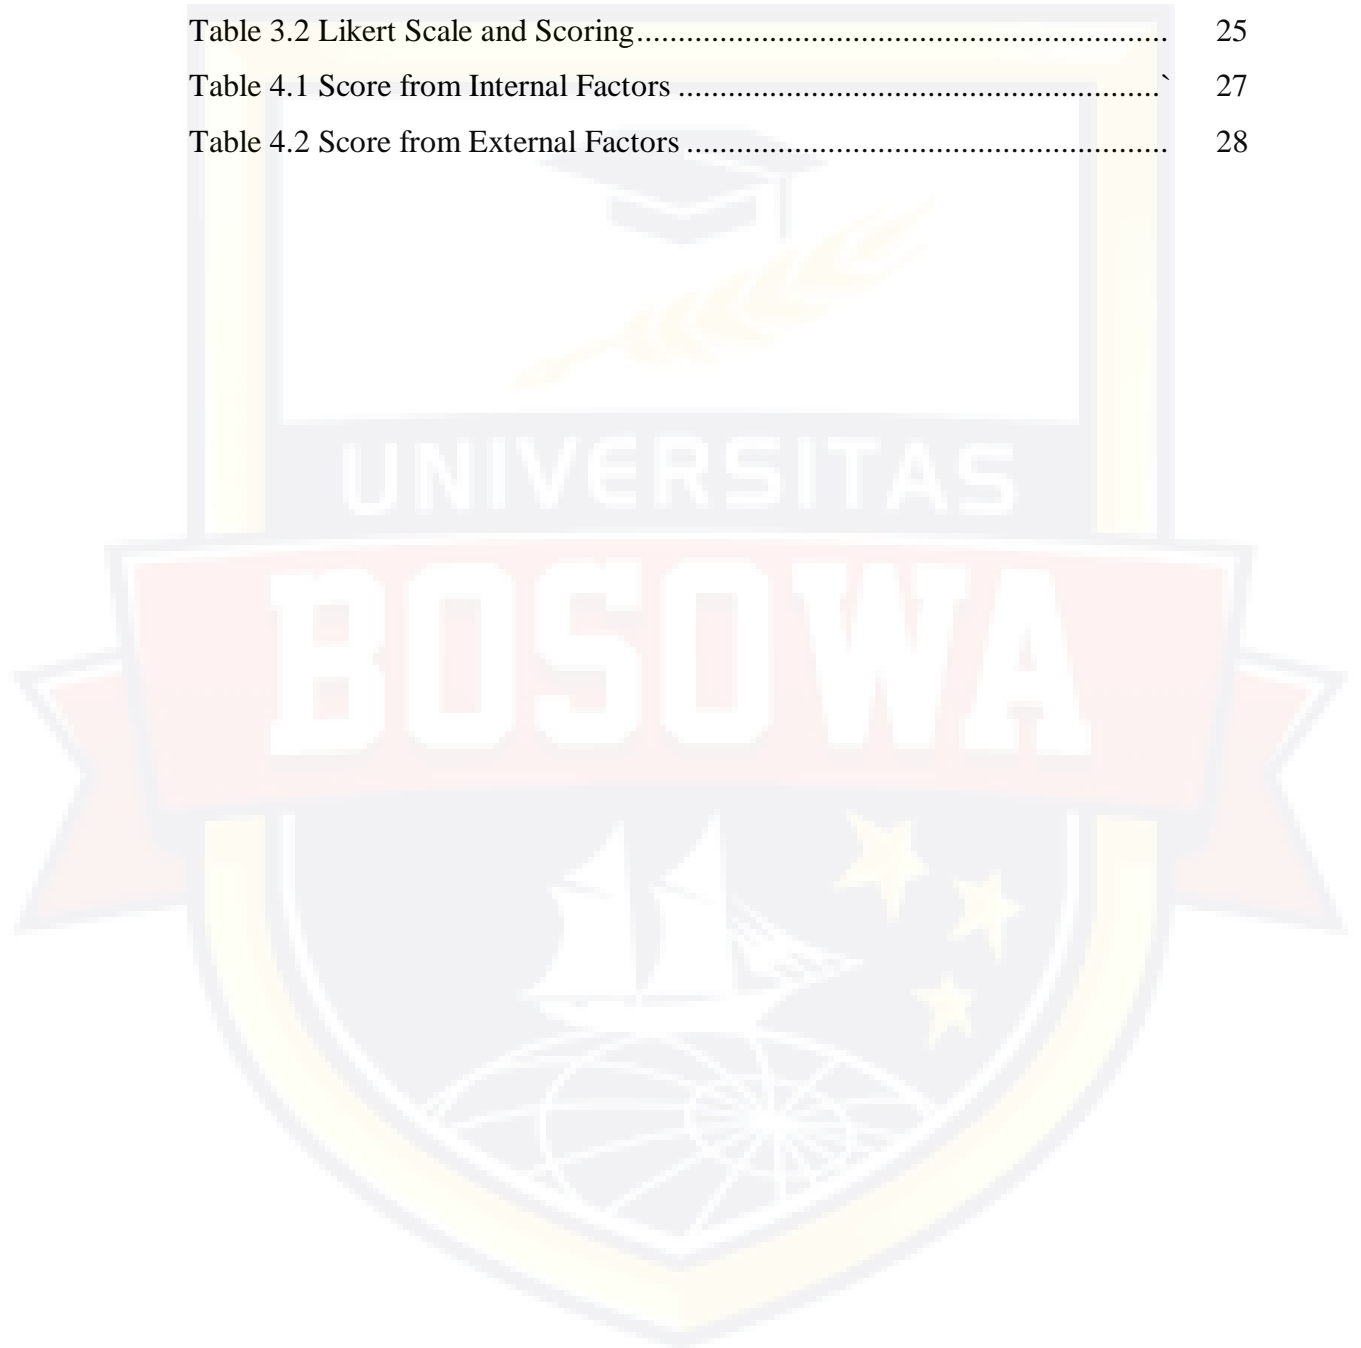 Table 3.2 Likert Scale and Scoring................................................................ 25
Table 4.1 Score from Internal Factors ..........................................................` 27
Table 4.2 Score from External Factors .......................................................... 28
UNIVERSITAS
BOSOWA